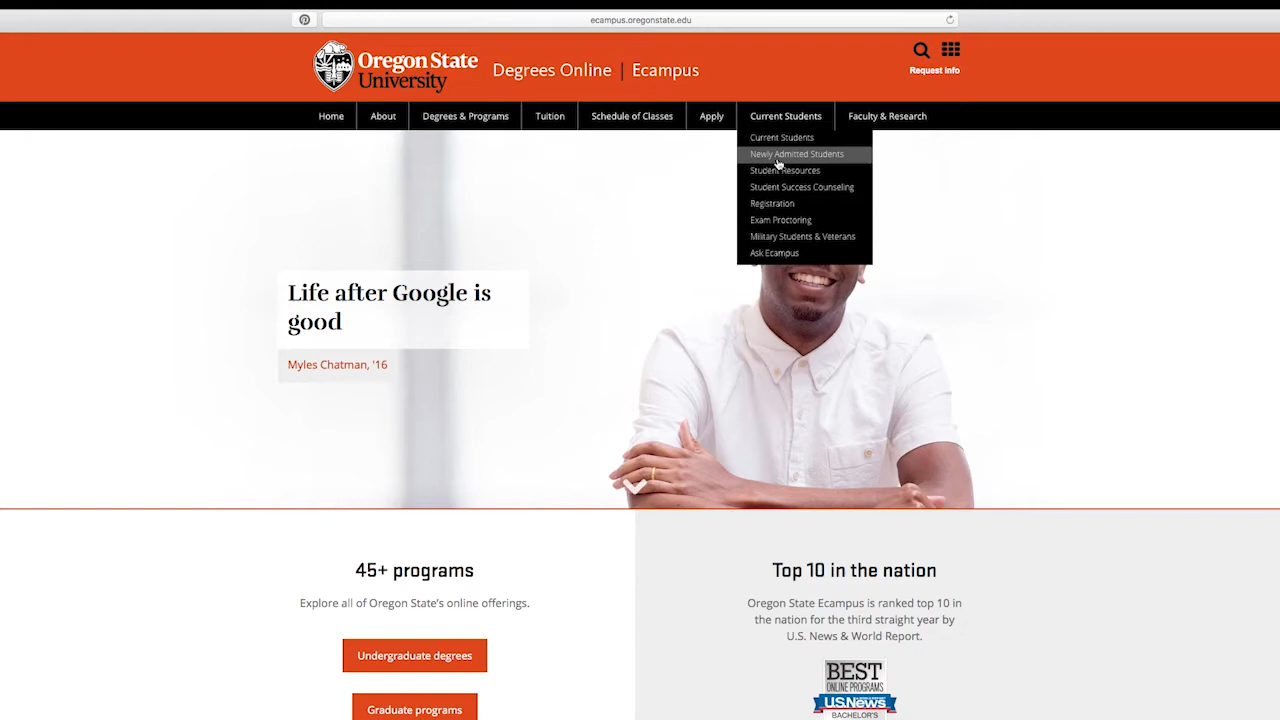 ecampus.oregonstate.edu
Oregon State
University
Degrees Online | Ecampus
Request Info
Home
About
Degrees & Programs
Tuition
Schedule of Classes
Apply
Current Students
Faculty & Research
Current Students
Newly Admitted Students
Student Resources
Student Success Counseling
Registration
Exam Proctoring
Military Students & Veterans
Ask Ecampus
Life after Google is
good
Myles Chatman, '16
45+ programs
Explore all of Oregon State's online offerings.
Undergraduate degrees
Graduate programs
Top 10 in the nation
Oregon State Ecampus is ranked top 10 in
the nation for the third straight year by
U.S. News & World Report.
BEST
ONLINE PROGRAMS
U.S.News
BACHELOR'S